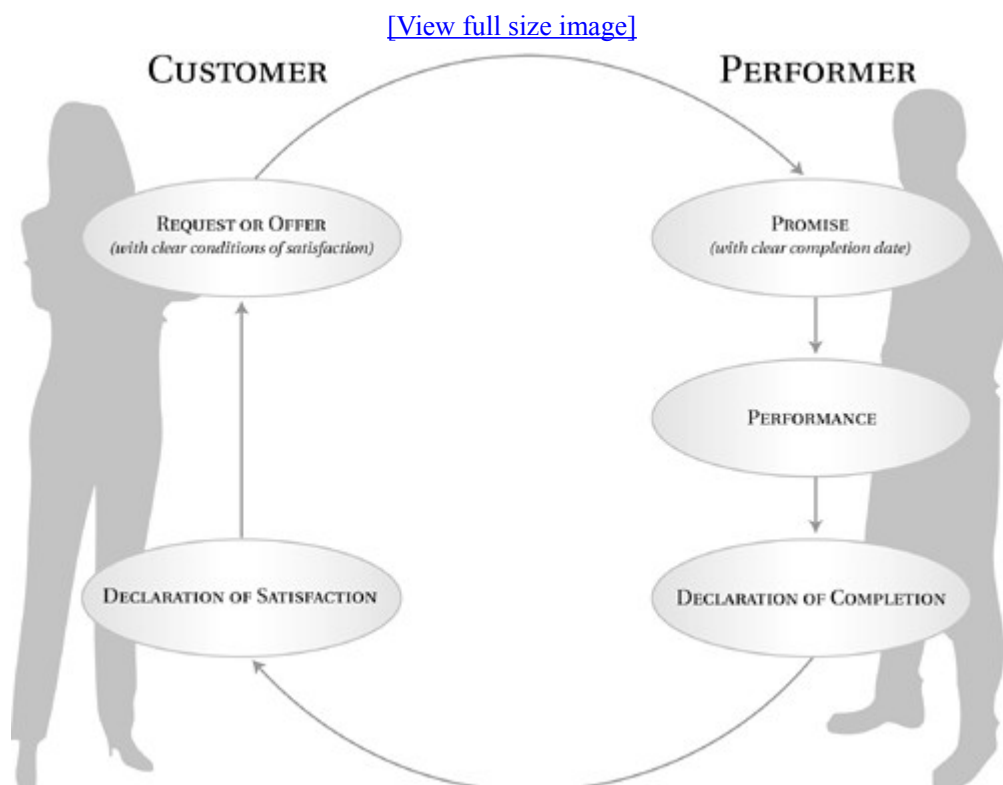 [View full size image]
CUSTOMER
PERFORMER
REQUEST OR OFFER
(with clear conditions of satisfaction)
PROMISE
(with clear completion date)
PERFORMANCE
DECLARATION OF SATISFACTION
DECLARATION OF COMPLETION